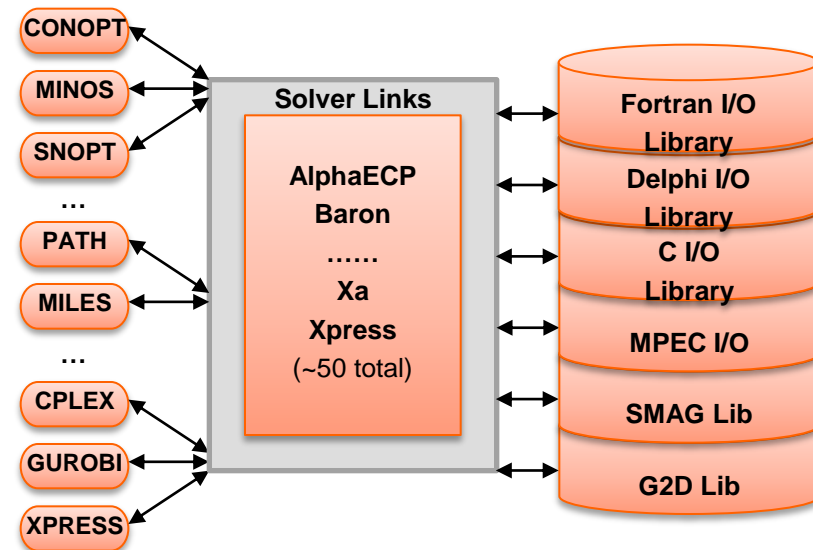 CONOPT
MINOS
SNOPT
...
PATH
MILES
...
CPLEX
GUROBI
XPRESS
Solver Links
AlphaECP
Baron
......
Xa
Xpress
(~50 total)
Fortran I/O
Library
Delphi I/O
Library
C I/O
Library
MPEC I/O
SMAG Lib
G2D Lib